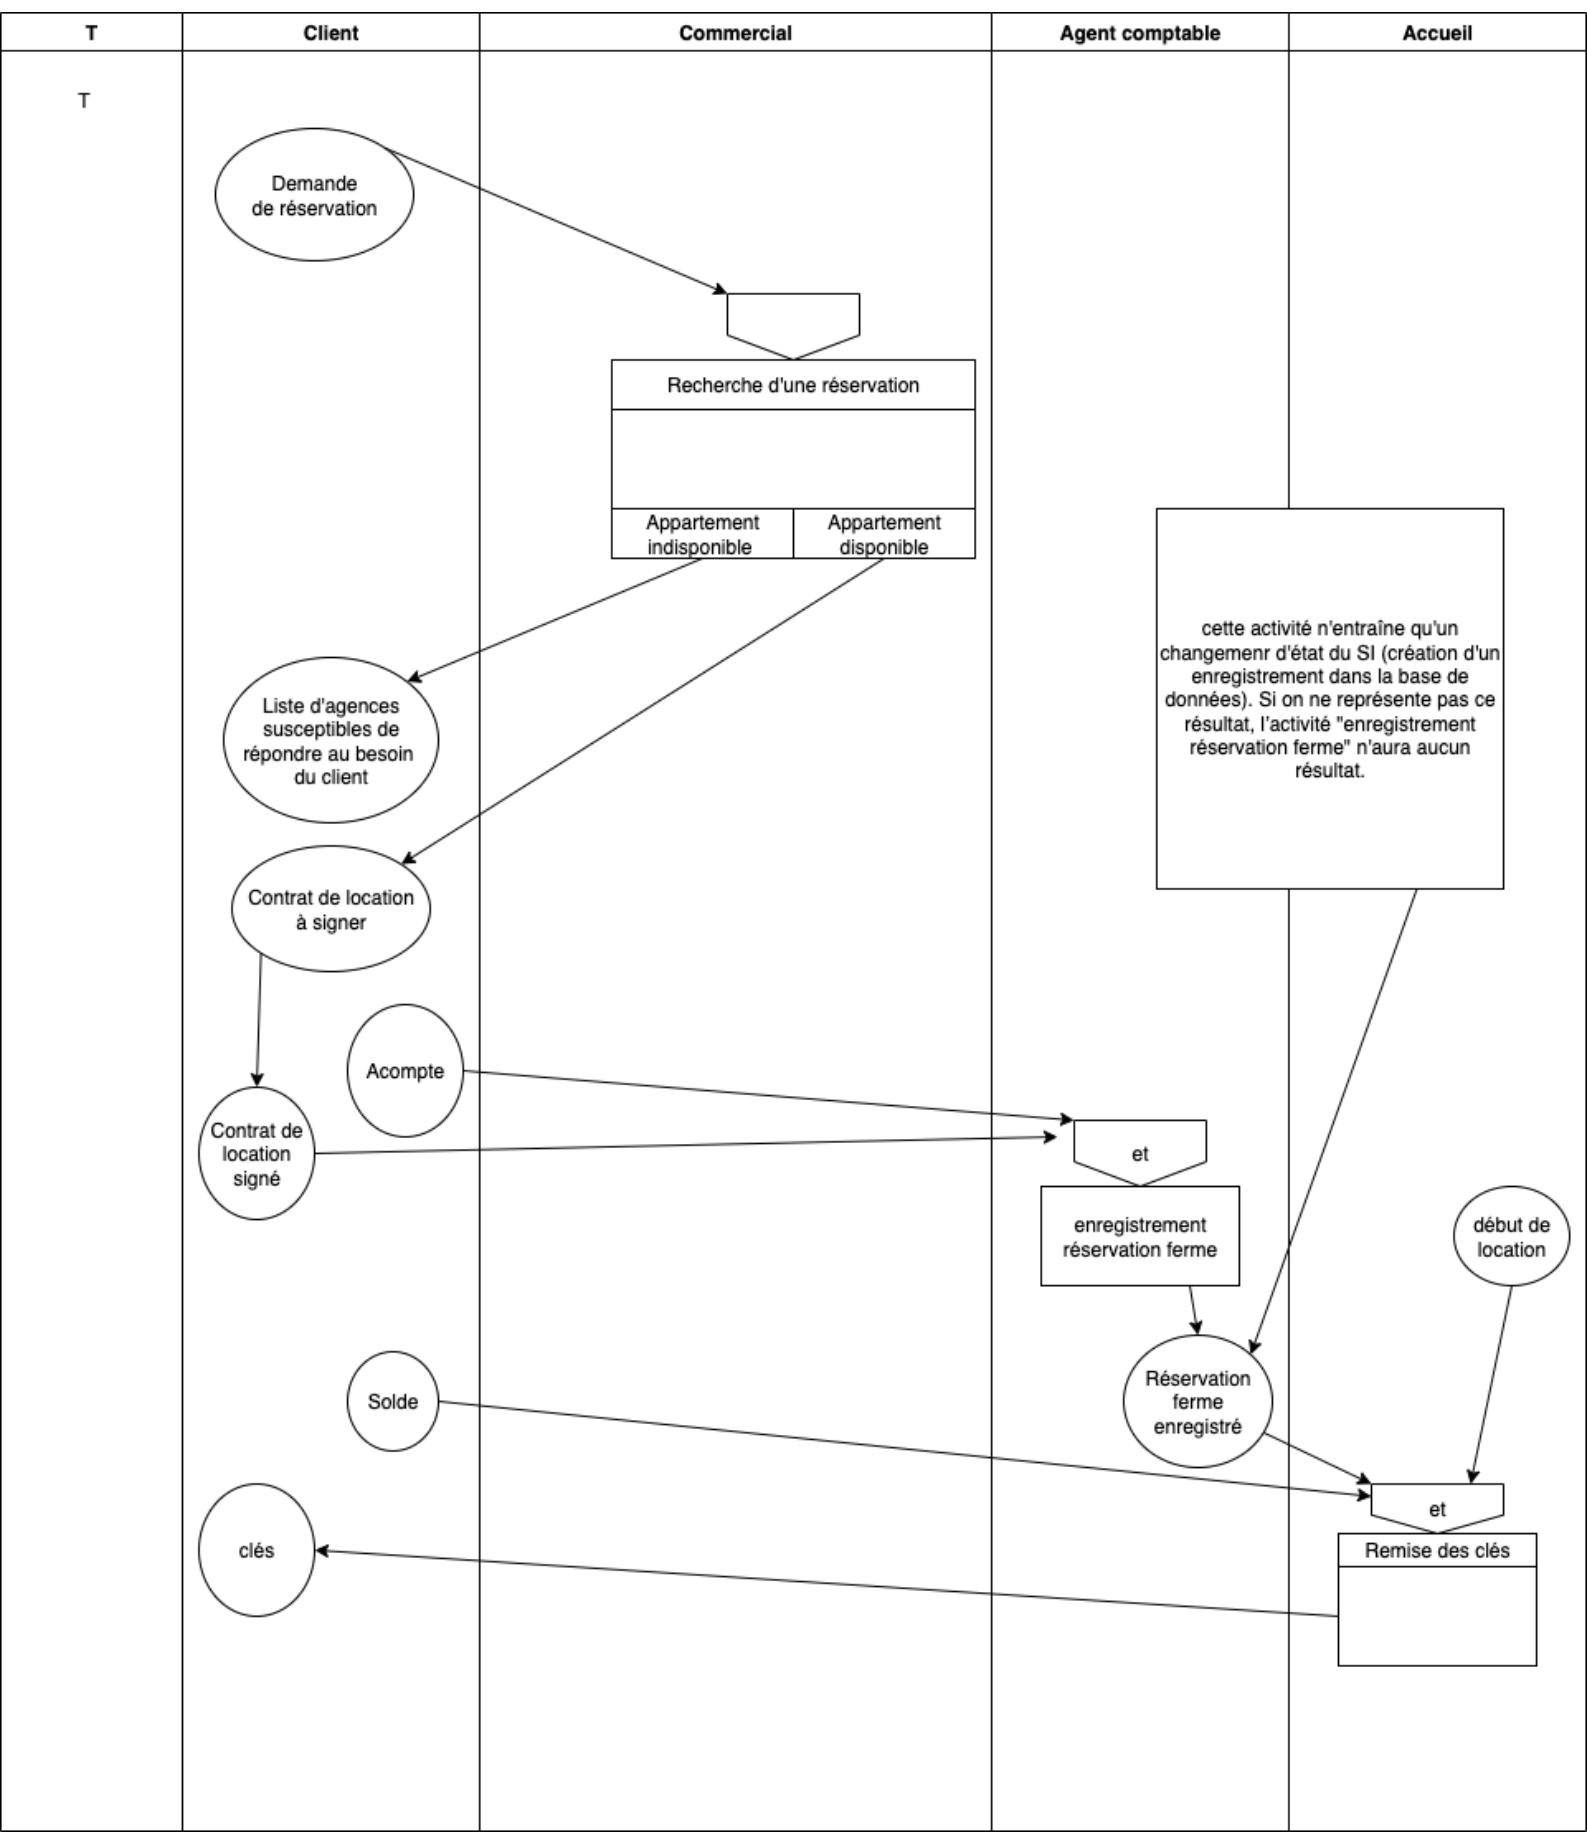 T
Client
Commercial
Agent comptable
Accueil
T
Demande
de réservation
Recherche d'une réservation
Appartement
indisponible
Appartement
disponible
cette activité n'entraîne qu'un
changemenr d'état du SI (création d'un
enregistrement dans la base de
données). Si on ne représente pas ce
résultat, l'activité "enregistrement
réservation ferme" n'aura aucun
résultat.
Liste d'agences
susceptibles de
répondre au besoin
du client
Contrat de location
à signer
Acompte
Contrat de
location
signé
et
enregistrement
réservation ferme
début de
location
Réservation
ferme
enregistré
Solde
et
Remise des clés
clés